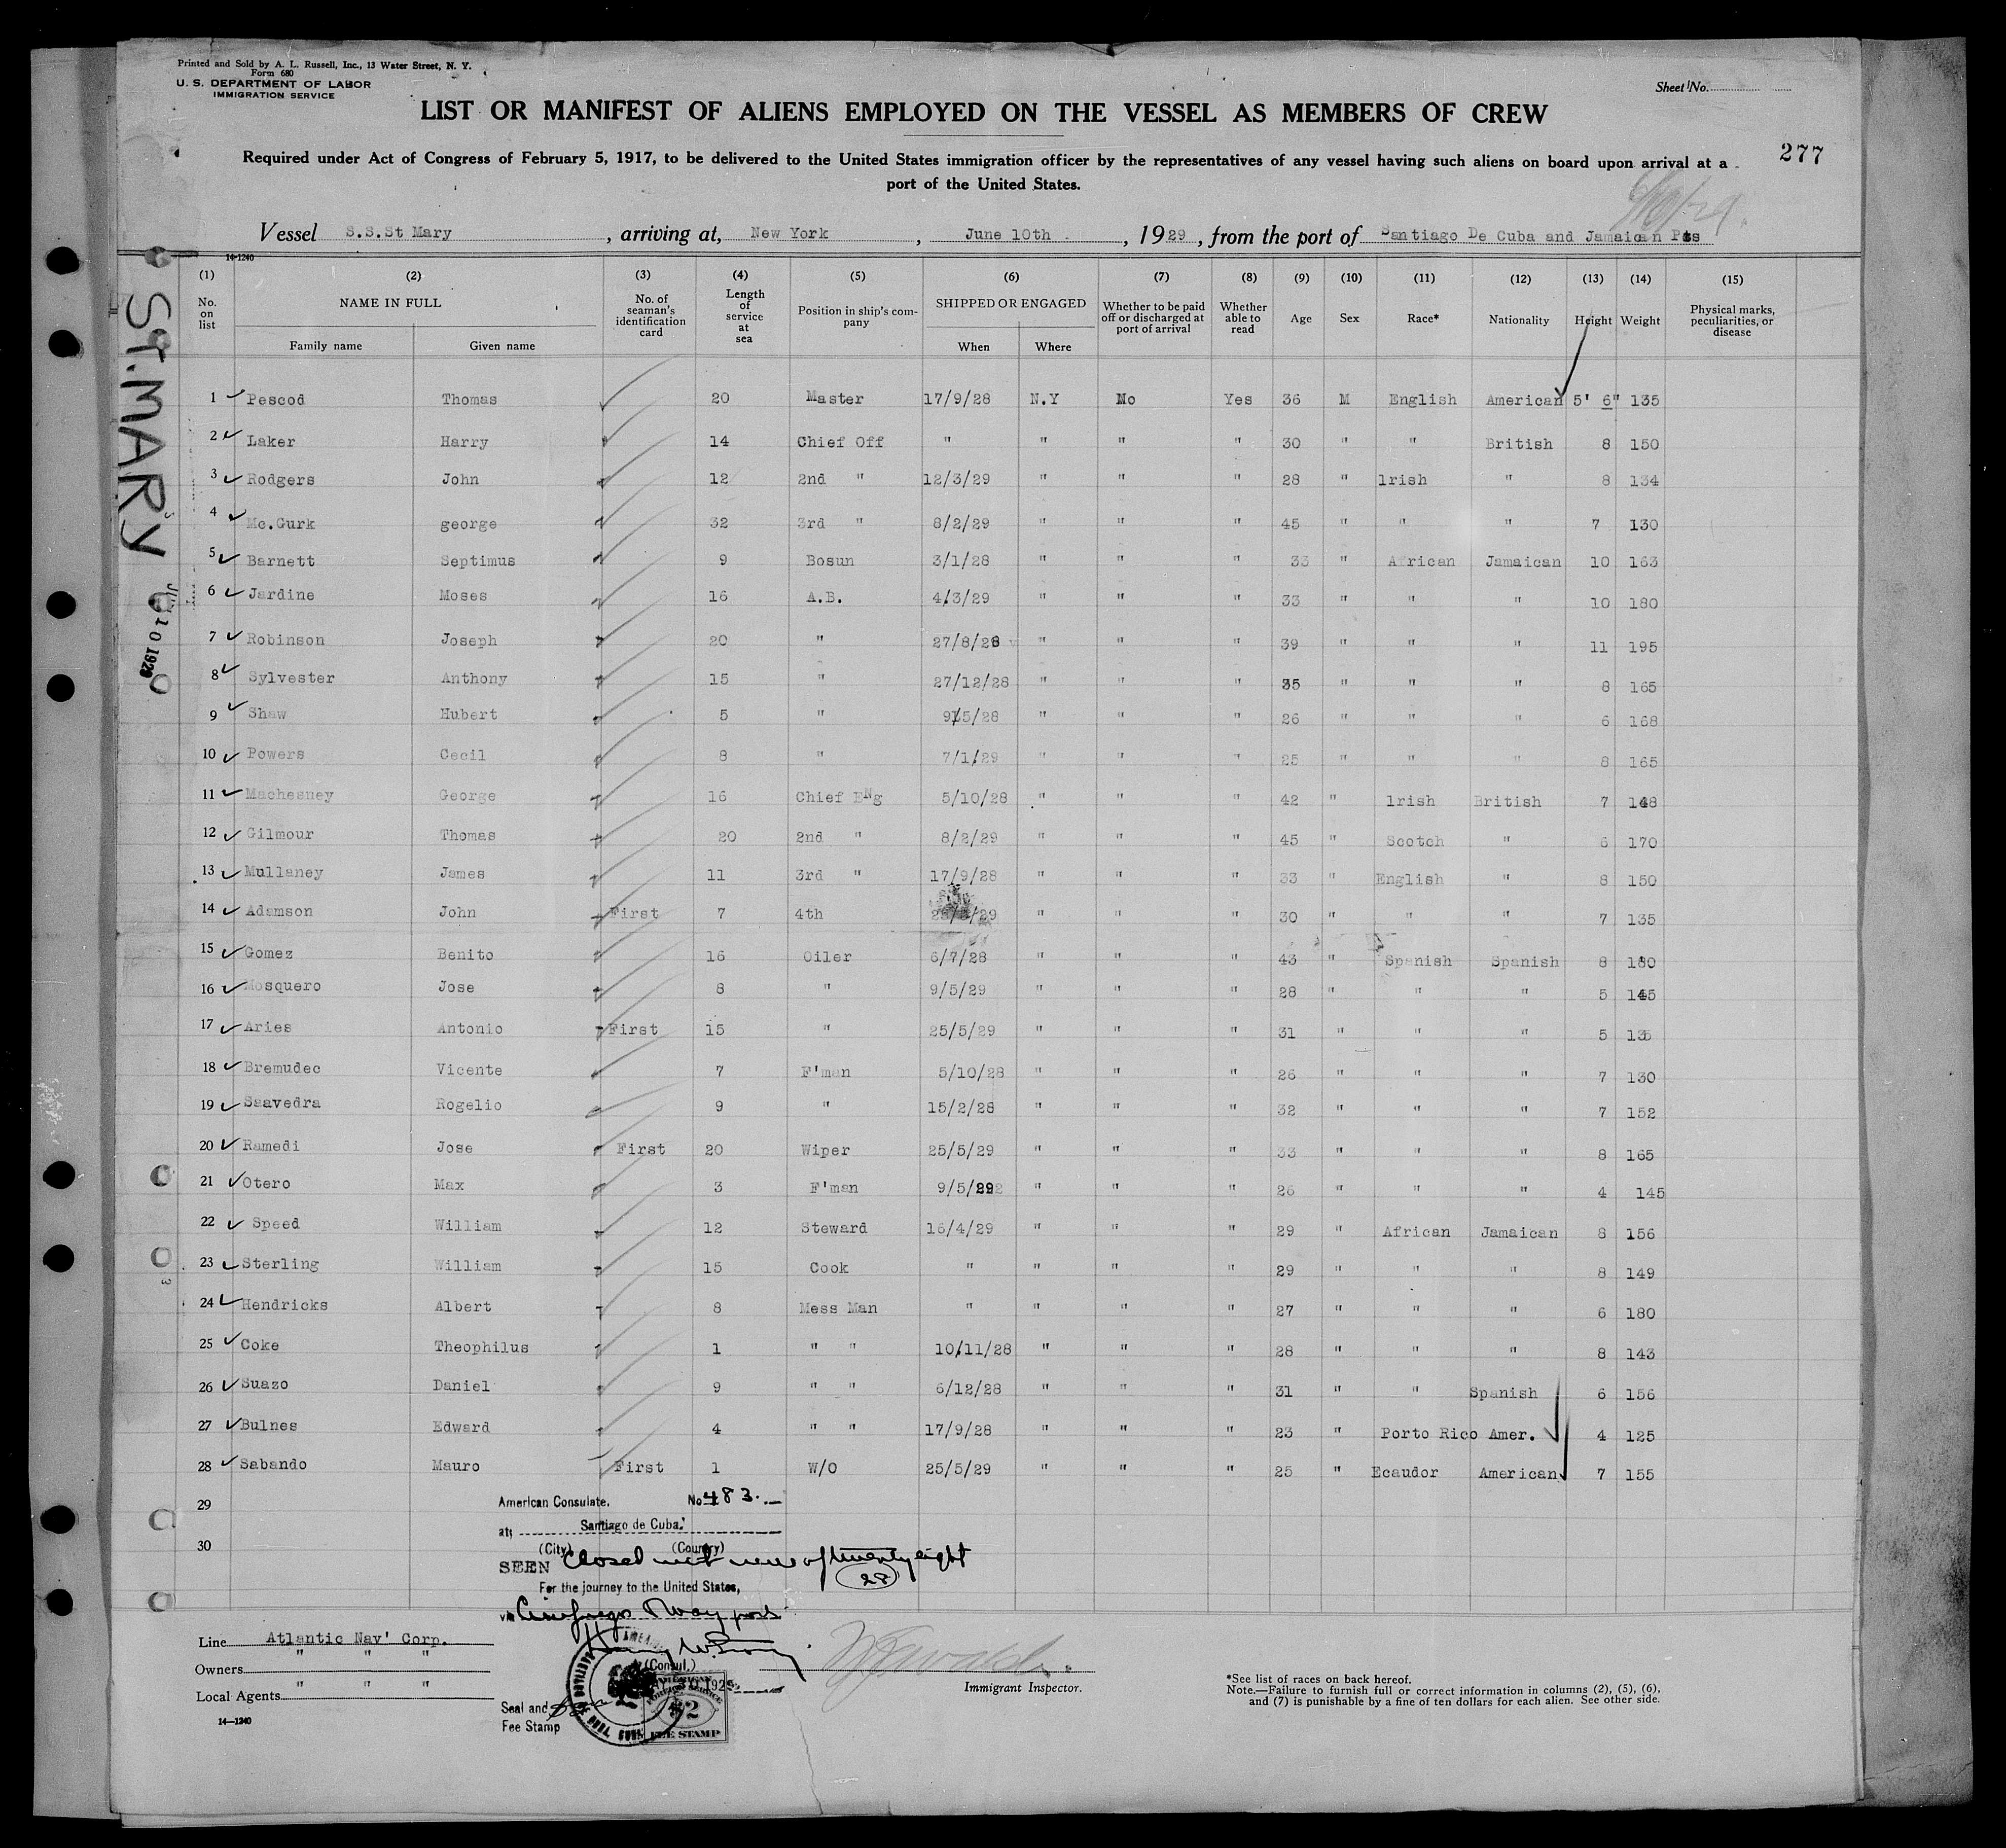 Printed and Sold by A. L. Russell, Inc., 13 Water Street, N. Y.
Form 680
U. S. DEPARTMENT OF LABOR
IMMIGRATION SERVICE
Sheet No.
LIST OR MANIFEST OF ALIENS EMPLOYED ON THE VESSEL AS MEMBERS OF CREW
277
Required under Act of Congress of February 5, 1917, to be delivered to the United States immigration officer by the representatives of any vessel having such aliens on board upon arrival at a
port of the United States.
Vessel S.S.St Mary , arriving at, New York , June 10th , 1929 , from the port of Santiago De Cuba and Jamaican Pts
14-1240
(1) (2) (3) (4) (5) (6) (7) (8) (9) (10) (11) (12) (13) (14) (15)
No. on list NAME IN FULL Family name Given name No. of seaman's identification card Length of service at sea Position in ship's company SHIPPED OR ENGAGED When Where Whether to be paid off or discharged at port of arrival Whether able to read Age Sex Race* Nationality Height Weight Physical marks, peculiarities, or disease
1 Pescod Thomas 20 Master 17/9/28 N.Y No Yes 36 M English American 5' 6" 135
2 Laker Harry 14 Chief Off " " " " 30 " " British 8 150
3 Rodgers John 12 2nd " 12/3/29 " " " 28 " lrish " 8 134
4 Mc.Gurk george 32 3rd " 8/2/29 " " " 45 " " " 7 130
5 Barnett Septimus 9 Bosun 3/1/28 " " " 33 " African Jamaican 10 163
6 Jardine Moses 16 A.B. 4/3/29 " " " 33 " " " 10 180
7 Robinson Joseph 20 " 27/8/28 " " " 39 " " " 11 195
8 Sylvester Anthony 15 " 27/12/28 " " " 35 " " " 8 165
9 Shaw Hubert 5 " 9/5/28 " " " 26 " " " 6 168
10 Powers Cecil 8 " 7/1/29 " " " 25 " " " 8 165
11 Machesney George 16 Chief ENg 5/10/28 " " " 42 " lrish British 7 148
12 Gilmour Thomas 20 2nd " 8/2/29 " " " 45 " Scotch " 6 170
13 Mullaney James 11 3rd " 17/9/28 " " " 33 " English " 8 150
14 Adamson John First 7 4th " " " 30 " " " 7 135
15 Gomez Benito 16 Oiler 6/7/28 " " " 43 " Spanish Spanish 8 180
16 Mosquero Jose 8 " 9/5/29 " " " 28 " " " 5 145
17 Aries Antonio First 15 " 25/5/29 " " " 31 " " " 5 135
18 Bremudec Vicente 7 F'man 5/10/28 " " " 26 " " " 7 130
19 Saavedra Rogelio 9 " 15/2/28 " " " 32 " " " 7 152
20 Ramedi Jose First 20 Wiper 25/5/29 " " " 33 " " " 8 165
21 Otero Max 3 F'man 9/5/29 " " " 26 " " " 4 145
22 Speed William 12 Steward 16/4/29 " " " 29 " African Jamaican 8 156
23 Sterling William 15 Cook " " " " 29 " " " 8 149
24 Hendricks Albert 8 Mess Man " " " " 27 " " " 6 180
25 Coke Theophilus 1 " " 10/11/28 " " " 28 " " " 8 143
26 Suazo Daniel 9 " " 6/12/28 " " " 31 " " Spanish 6 156
27 Bulnes Edward 4 " " 17/9/28 " " " 23 " Porto Rico Amer. 4 125
28 Sabando Mauro First 1 W/O 25/5/29 " " " 25 " Ecaudor American 7 155
29
30
ST. MARY
JUN 10 1929
American Consulate. No 483.
at; Santiago de Cuba.
(City) (Country)
SEEN Closed with crew of twenty eight
28
For the journey to the United States,
via Cienfuegos & way ports
(Consul.)
Seal and
Fee Stamp
AMERICAN FOREIGN SERVICE
$2
FEE STAMP
Line Atlantic Nav' Corp.
Owners " " "
Local Agents " " "
14—1240
Immigrant Inspector.
*See list of races on back hereof.
Note.—Failure to furnish full or correct information in columns (2), (5), (6),
and (7) is punishable by a fine of ten dollars for each alien. See other side.